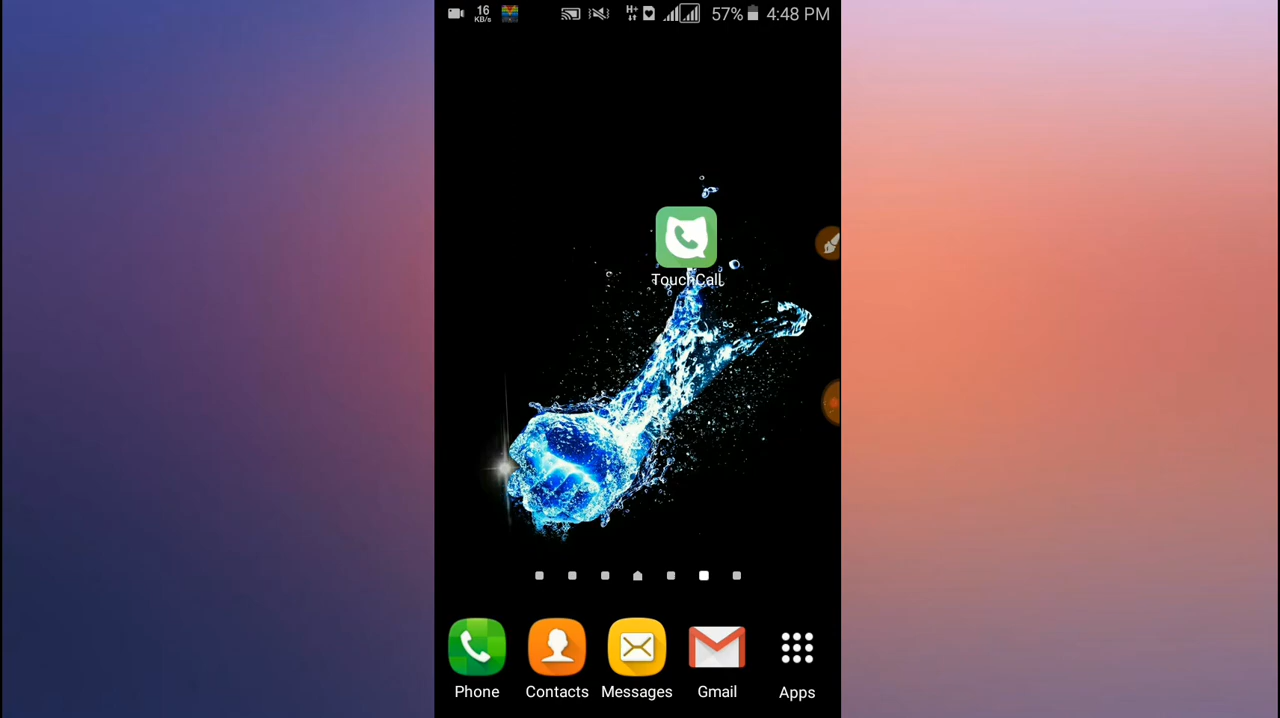 16
KB/s
H+
57%
4:48 PM
TouchCall
Phone
Contacts
Messages
Gmail
Apps